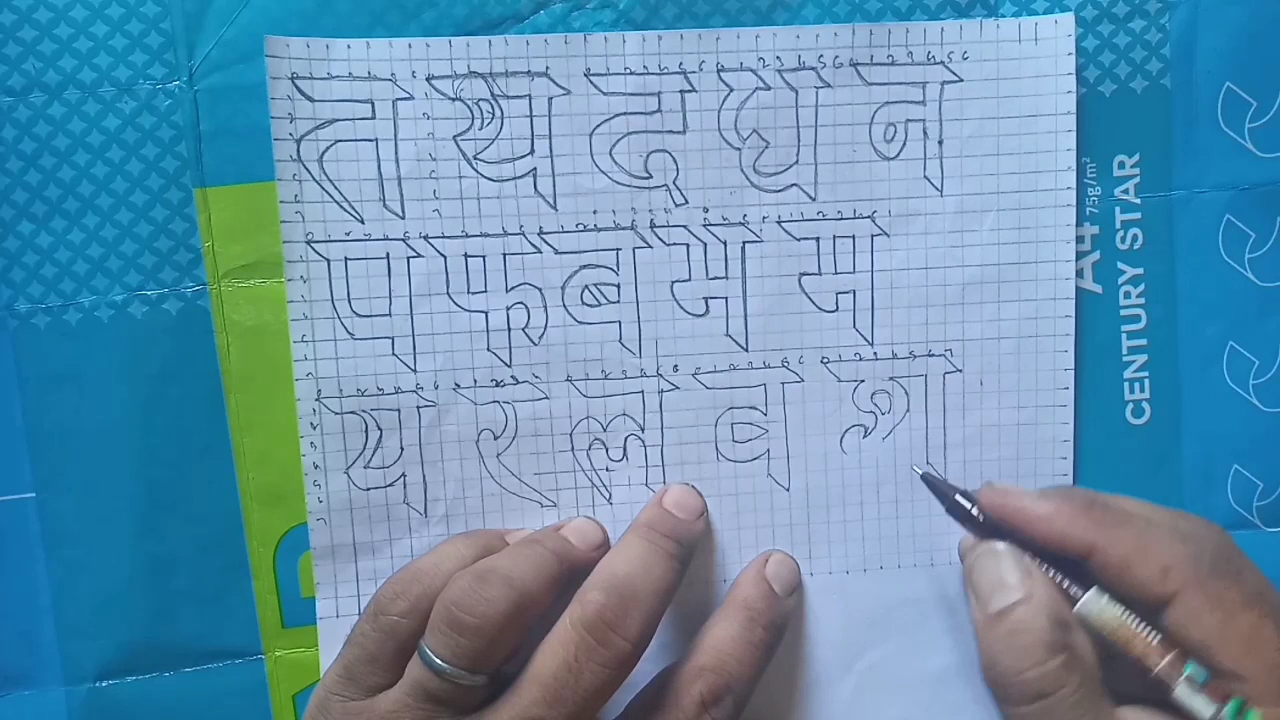 त थ द ध न
प फ ब भ म
य र ल व श
A4 75g/m²
CENTURY STAR